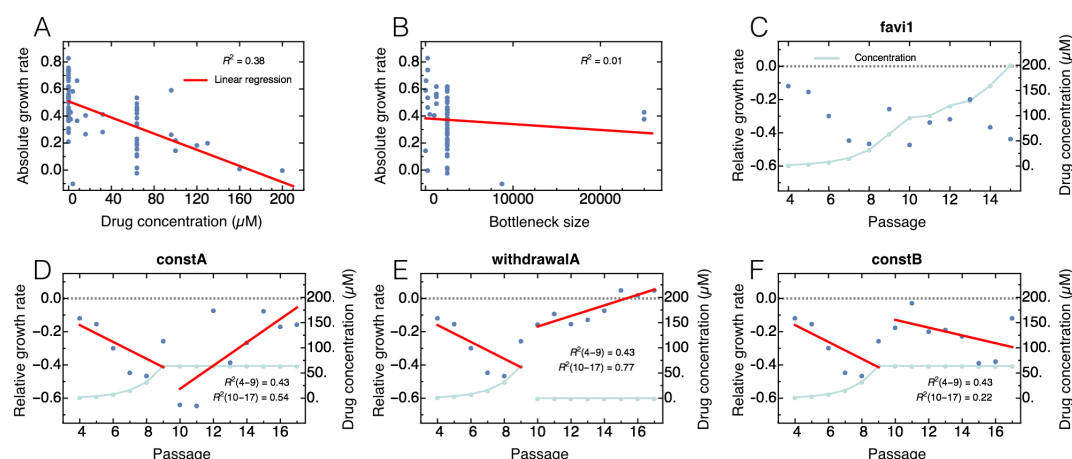 A
R² = 0.38
Linear regression
Absolute growth rate
0.8
0.6
0.4
0.2
0.0
0 40 80 120 160 200
Drug concentration (µM)
B
R² = 0.01
Absolute growth rate
0.8
0.6
0.4
0.2
0.0
0 10000 20000
Bottleneck size
C
favi1
Concentration
Relative growth rate
0.0
−0.2
−0.4
−0.6
4 6 8 10 12 14
Passage
200.
150
100
50.
0.
Drug concentration (µM)
D
constA
Relative growth rate
0.0
−0.2
−0.4
−0.6
R²(4−9) = 0.43
R²(10−17) = 0.54
4 6 8 10 12 14 16
Passage
200.
150
100
50.
0.
Drug concentration (µM)
E
withdrawalA
Relative growth rate
0.0
−0.2
−0.4
−0.6
R²(4−9) = 0.43
R²(10−17) = 0.77
4 6 8 10 12 14 16
Passage
200.
150
100
50.
0.
Drug concentration (µM)
F
constB
Relative growth rate
0.0
−0.2
−0.4
−0.6
R²(4−9) = 0.43
R²(10−17) = 0.22
4 6 8 10 12 14 16
Passage
200.
150
100
50.
0.
Drug concentration (µM)